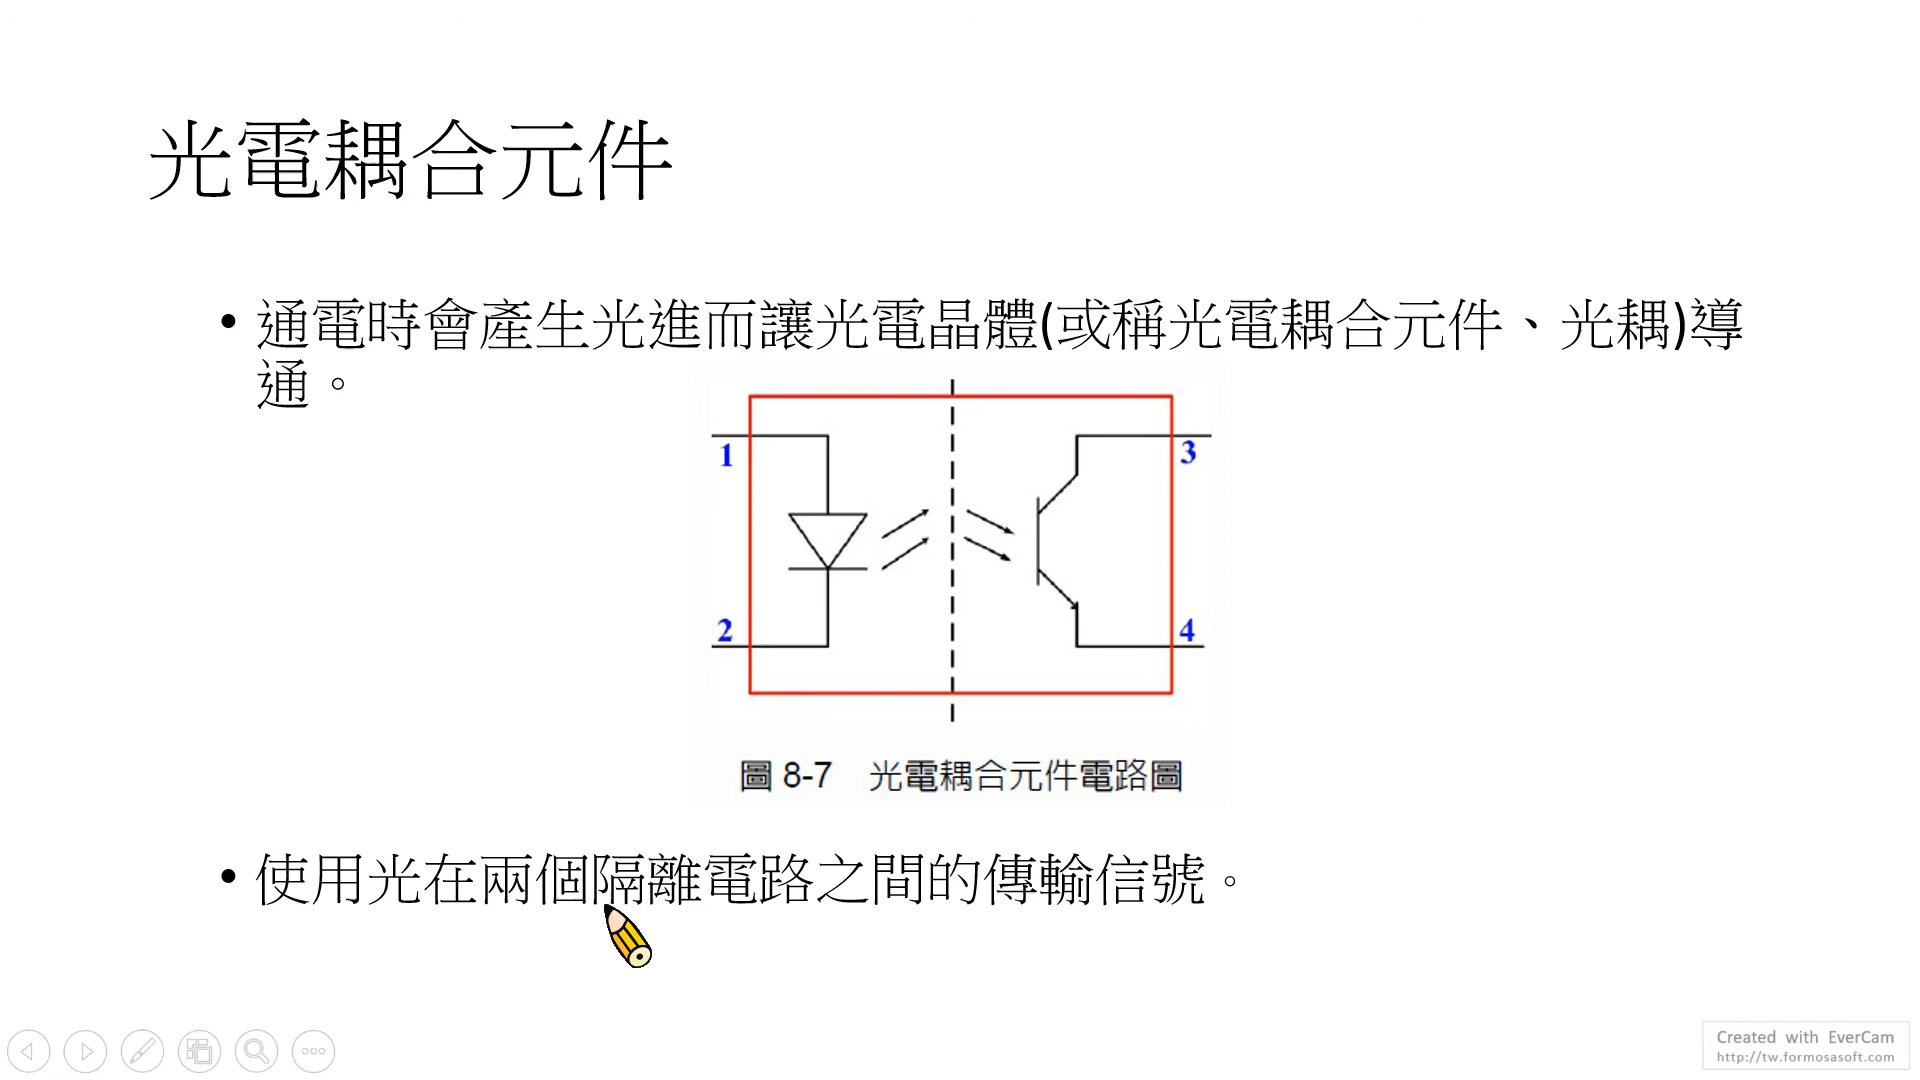 光電耦合元件
• 通電時會產生光進而讓光電晶體(或稱光電耦合元件、光耦)導
通。
1
3
2
4
圖 8-7 光電耦合元件電路圖
• 使用光在兩個隔離電路之間的傳輸信號。
Created with EverCam
http://tw.formosasoft.com